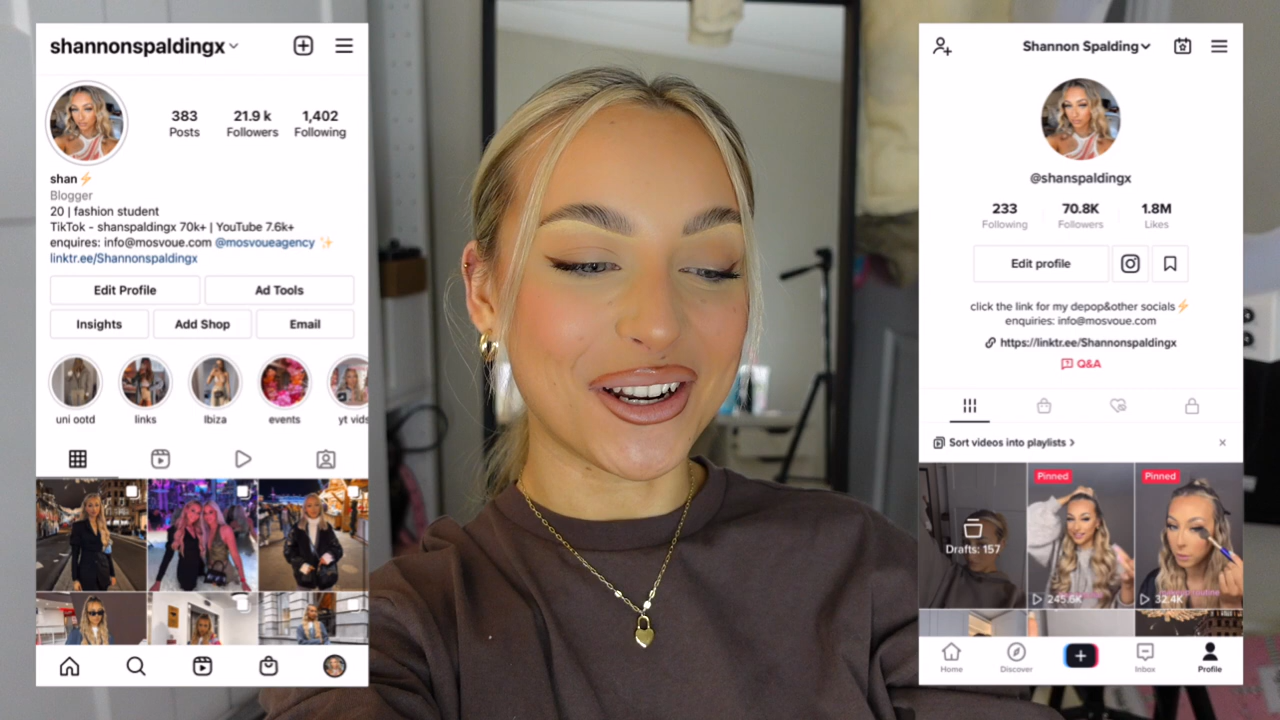 shannonspaldingx
383
21.9 k
1,402
Posts
Followers
Following
shan⚡
Blogger
20 | fashion student
TikTok - shanspaldingx 70k+ | YouTube 7.6k+
enquires: info@mosvoue.com @mosvoueagency ✨
linktr.ee/Shannonspaldingx
Edit Profile
Ad Tools
Insights
Add Shop
Email
uni ootd
links
Ibiza
events
yt vids
Shannon Spalding
@shanspaldingx
233
70.8K
1.8M
Following
Followers
Likes
Edit profile
click the link for my depop&other socials⚡
enquiries: info@mosvoue.com
https://linktr.ee/Shannonspaldingx
Q&A
Sort videos into playlists
Pinned
Pinned
Drafts: 157
245.6K
32.4K
Home
Discover
Inbox
Profile